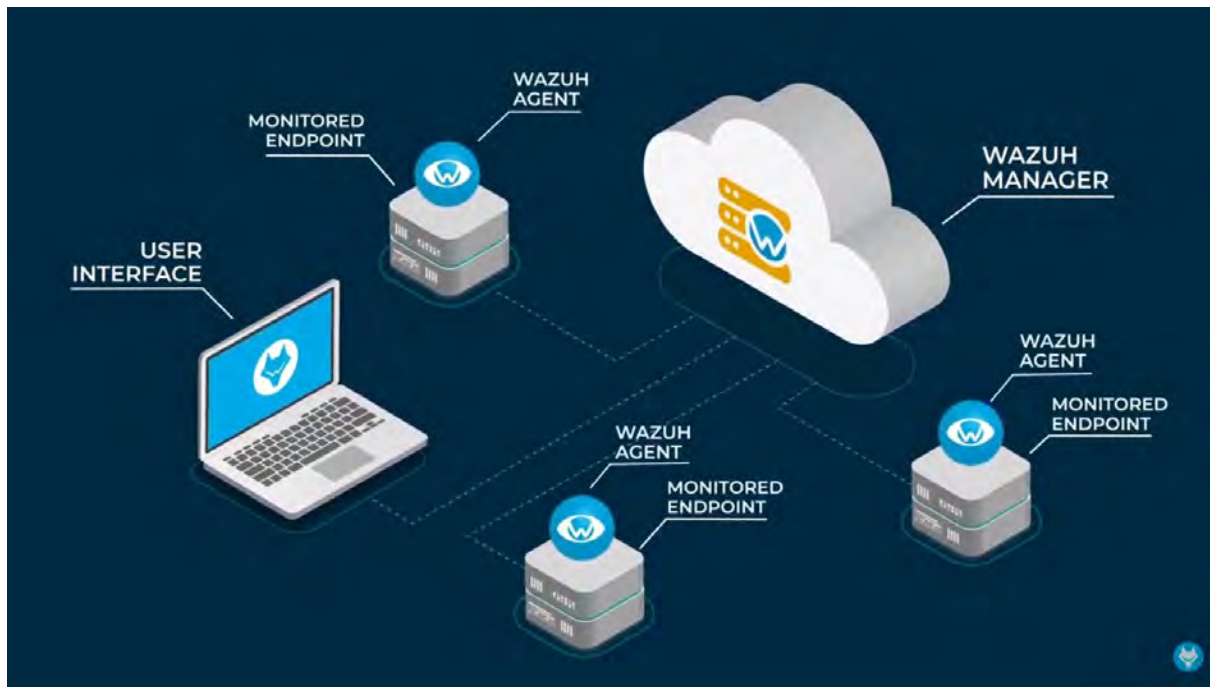 WAZUH
AGENT
MONITORED
ENDPOINT
WAZUH
MANAGER
USER
INTERFACE
WAZUH
AGENT
MONITORED
ENDPOINT
WAZUH
AGENT
MONITORED
ENDPOINT